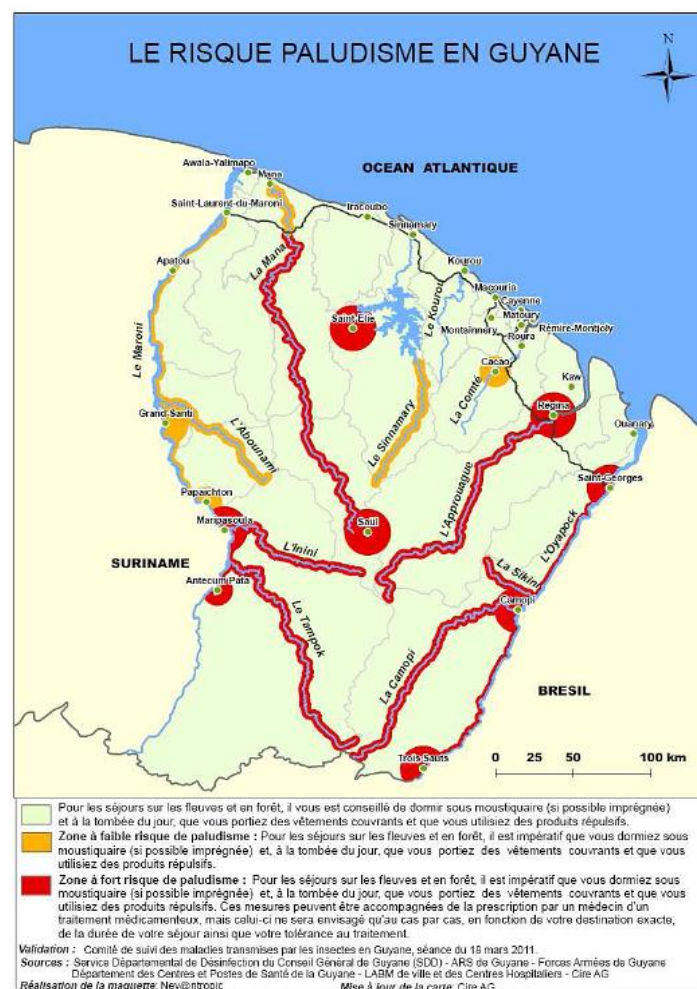 LE RISQUE PALUDISME EN GUYANE
N
OCEAN ATLANTIQUE
Awala-Yalimapo
Mana
Saint-Laurent-du-Maroni
Iracoubo
Sinnamary
Apatou
La Mana
Kourou
Macouria
Cayenne
Saint-Elie
Le Kourou
Matoury
Montsinnery
Rémire-Montjoly
Roura
Le Maroni
Cacao
La Comté
Kaw
Grand-Santi
L'Abounami
Le Sinnamary
Régina
Ouanary
Papaichton
Saint-Georges
Maripasoula
Saul
L'Approuague
L'Inini
L'Oyapock
SURINAME
La Sikini
Antecum Pata
Camopi
Le Tampok
La Camopi
BRESIL
Trois Sauts
0 25 50 100 km
Pour les séjours sur les fleuves et en forêt, il vous est conseillé de dormir sous moustiquaire (si possible imprégnée)
et à la tombée du jour, que vous portiez des vêtements couvrants et que vous utilisiez des produits répulsifs.
Zone à faible risque de paludisme : Pour les séjours sur les fleuves et en forêt, il est impératif que vous dormiez sous
moustiquaire (si possible imprégnée) et, à la tombée du jour, que vous portiez des vêtements couvrants et que vous
utilisiez des produits répulsifs.
Zone à fort risque de paludisme : Pour les séjours sur les fleuves et en forêt, il est impératif que vous dormiez sous
moustiquaire (si possible imprégnée) et, à la tombée du jour, que vous portiez des vêtements couvrants et que vous
utilisiez des produits répulsifs. Ces mesures peuvent être accompagnées de la prescription par un médecin d'un
traitement médicamenteux, mais celui-ci ne sera envisagé qu'au cas par cas, en fonction de votre destination exacte,
de la durée de votre séjour ainsi que votre tolérance au traitement.
Validation : Comité de suivi des maladies transmises par les insectes en Guyane, séance du 18 mars 2011.
Sources : Service Départemental de Désinfection du Conseil Général de Guyane (SDD) - ARS de Guyane - Forces Armées de Guyane
Département des Centres et Postes de Santé de la Guyane - LABM de ville et des Centres Hospitaliers - Cire AG
Réalisation de la maquette: Nev@ntropic Mise à jour de la carte: Cire AG